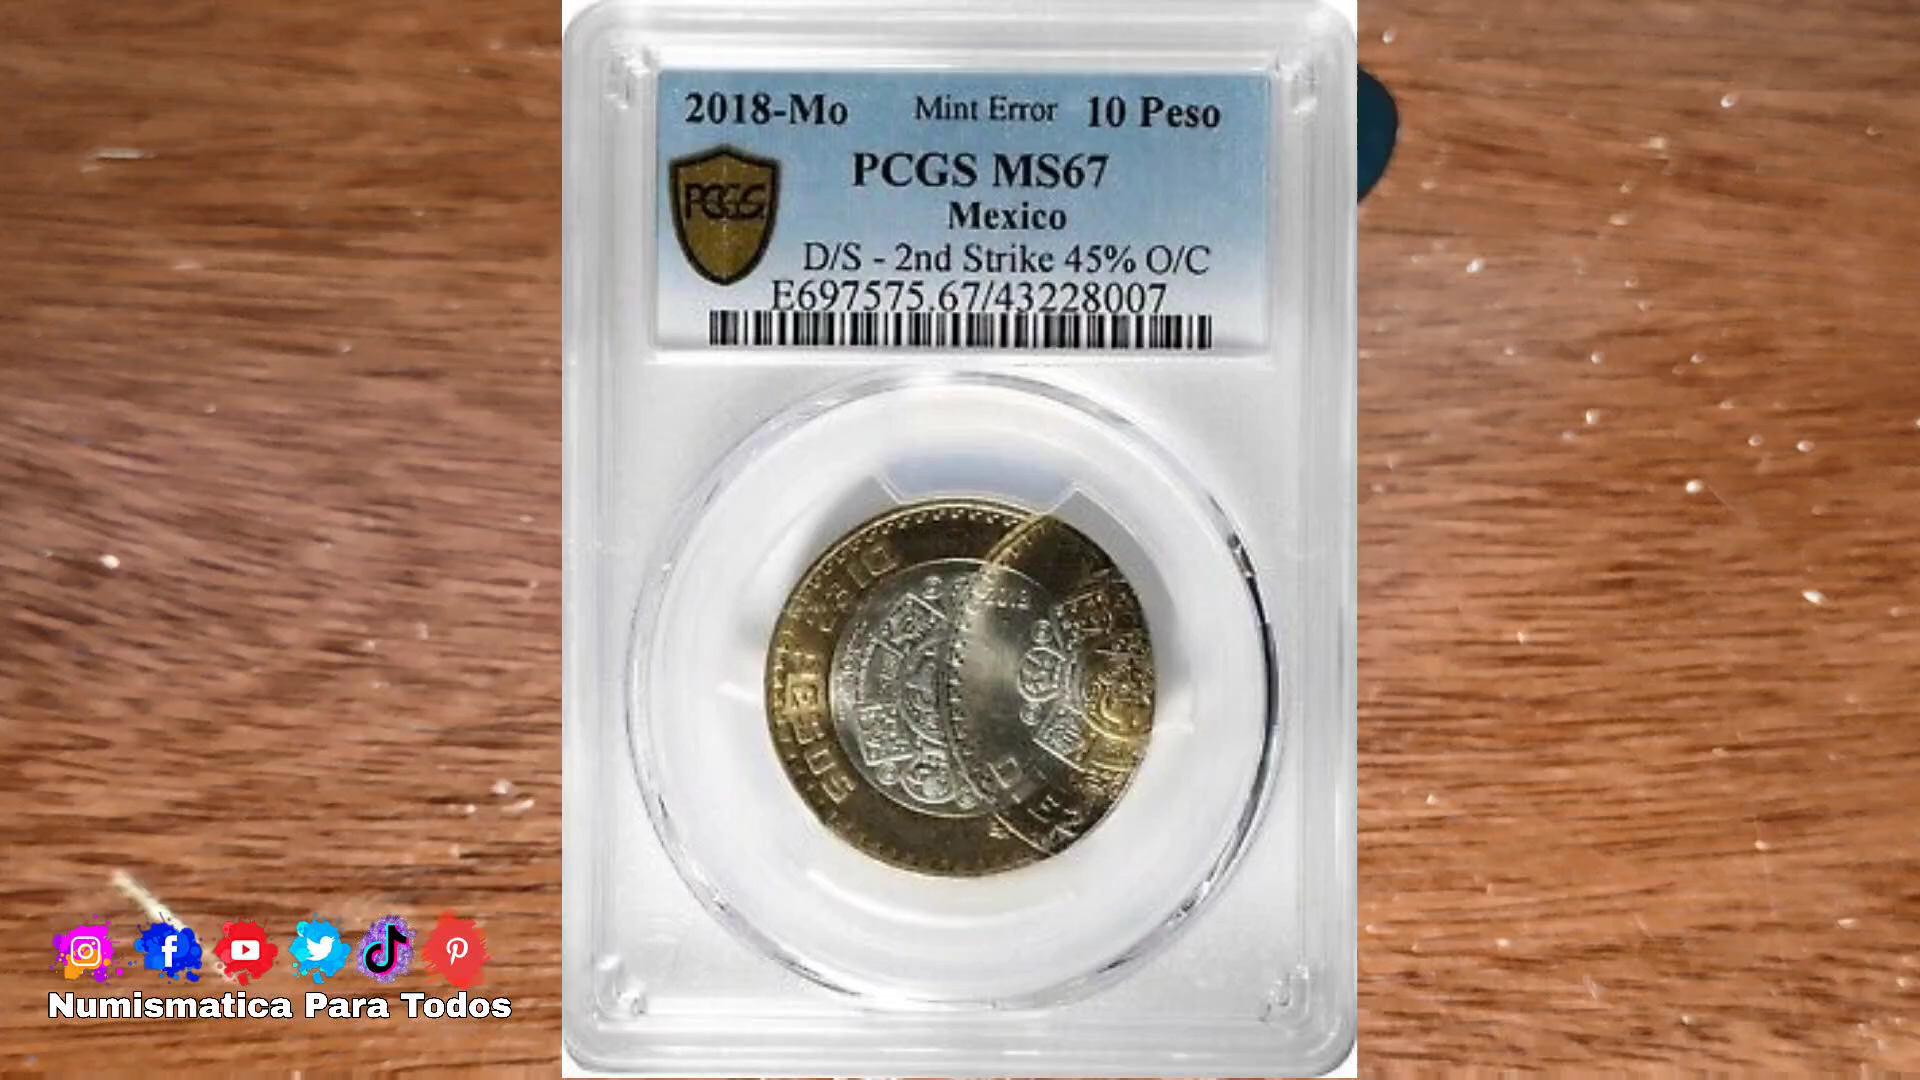 2018-Mo Mint Error 10 Peso
PCGS MS67
PCGS
Mexico
D/S - 2nd Strike 45% O/C
E697575.67/43228007
2018
Numismatica Para Todos